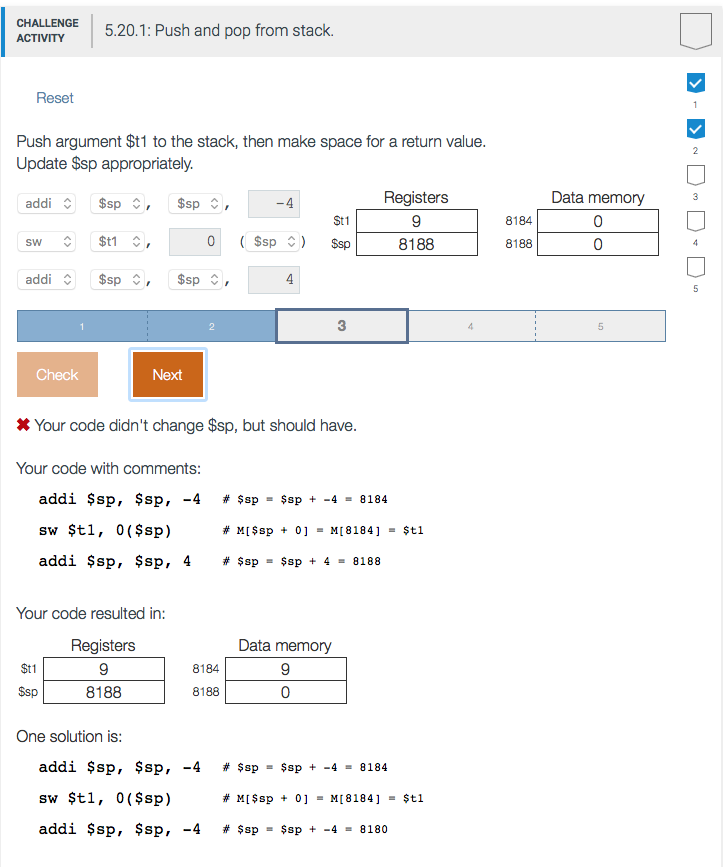 CHALLENGE
ACTIVITY
5.20.1: Push and pop from stack.
Reset
1
2
3
4
5
Push argument $t1 to the stack, then make space for a return value.
Update $sp appropriately.
addi $sp , $sp , -4
sw $t1 , 0 ( $sp )
addi $sp , $sp , 4
Registers
$t1 9
$sp 8188
Data memory
8184 0
8188 0
1 2 3 4 5
Check Next
✖ Your code didn't change $sp, but should have.
Your code with comments:
addi $sp, $sp, -4 # $sp = $sp + -4 = 8184
sw $t1, 0($sp) # M[$sp + 0] = M[8184] = $t1
addi $sp, $sp, 4 # $sp = $sp + 4 = 8188
Your code resulted in:
Registers
$t1 9
$sp 8188
Data memory
8184 9
8188 0
One solution is:
addi $sp, $sp, -4 # $sp = $sp + -4 = 8184
sw $t1, 0($sp) # M[$sp + 0] = M[8184] = $t1
addi $sp, $sp, -4 # $sp = $sp + -4 = 8180